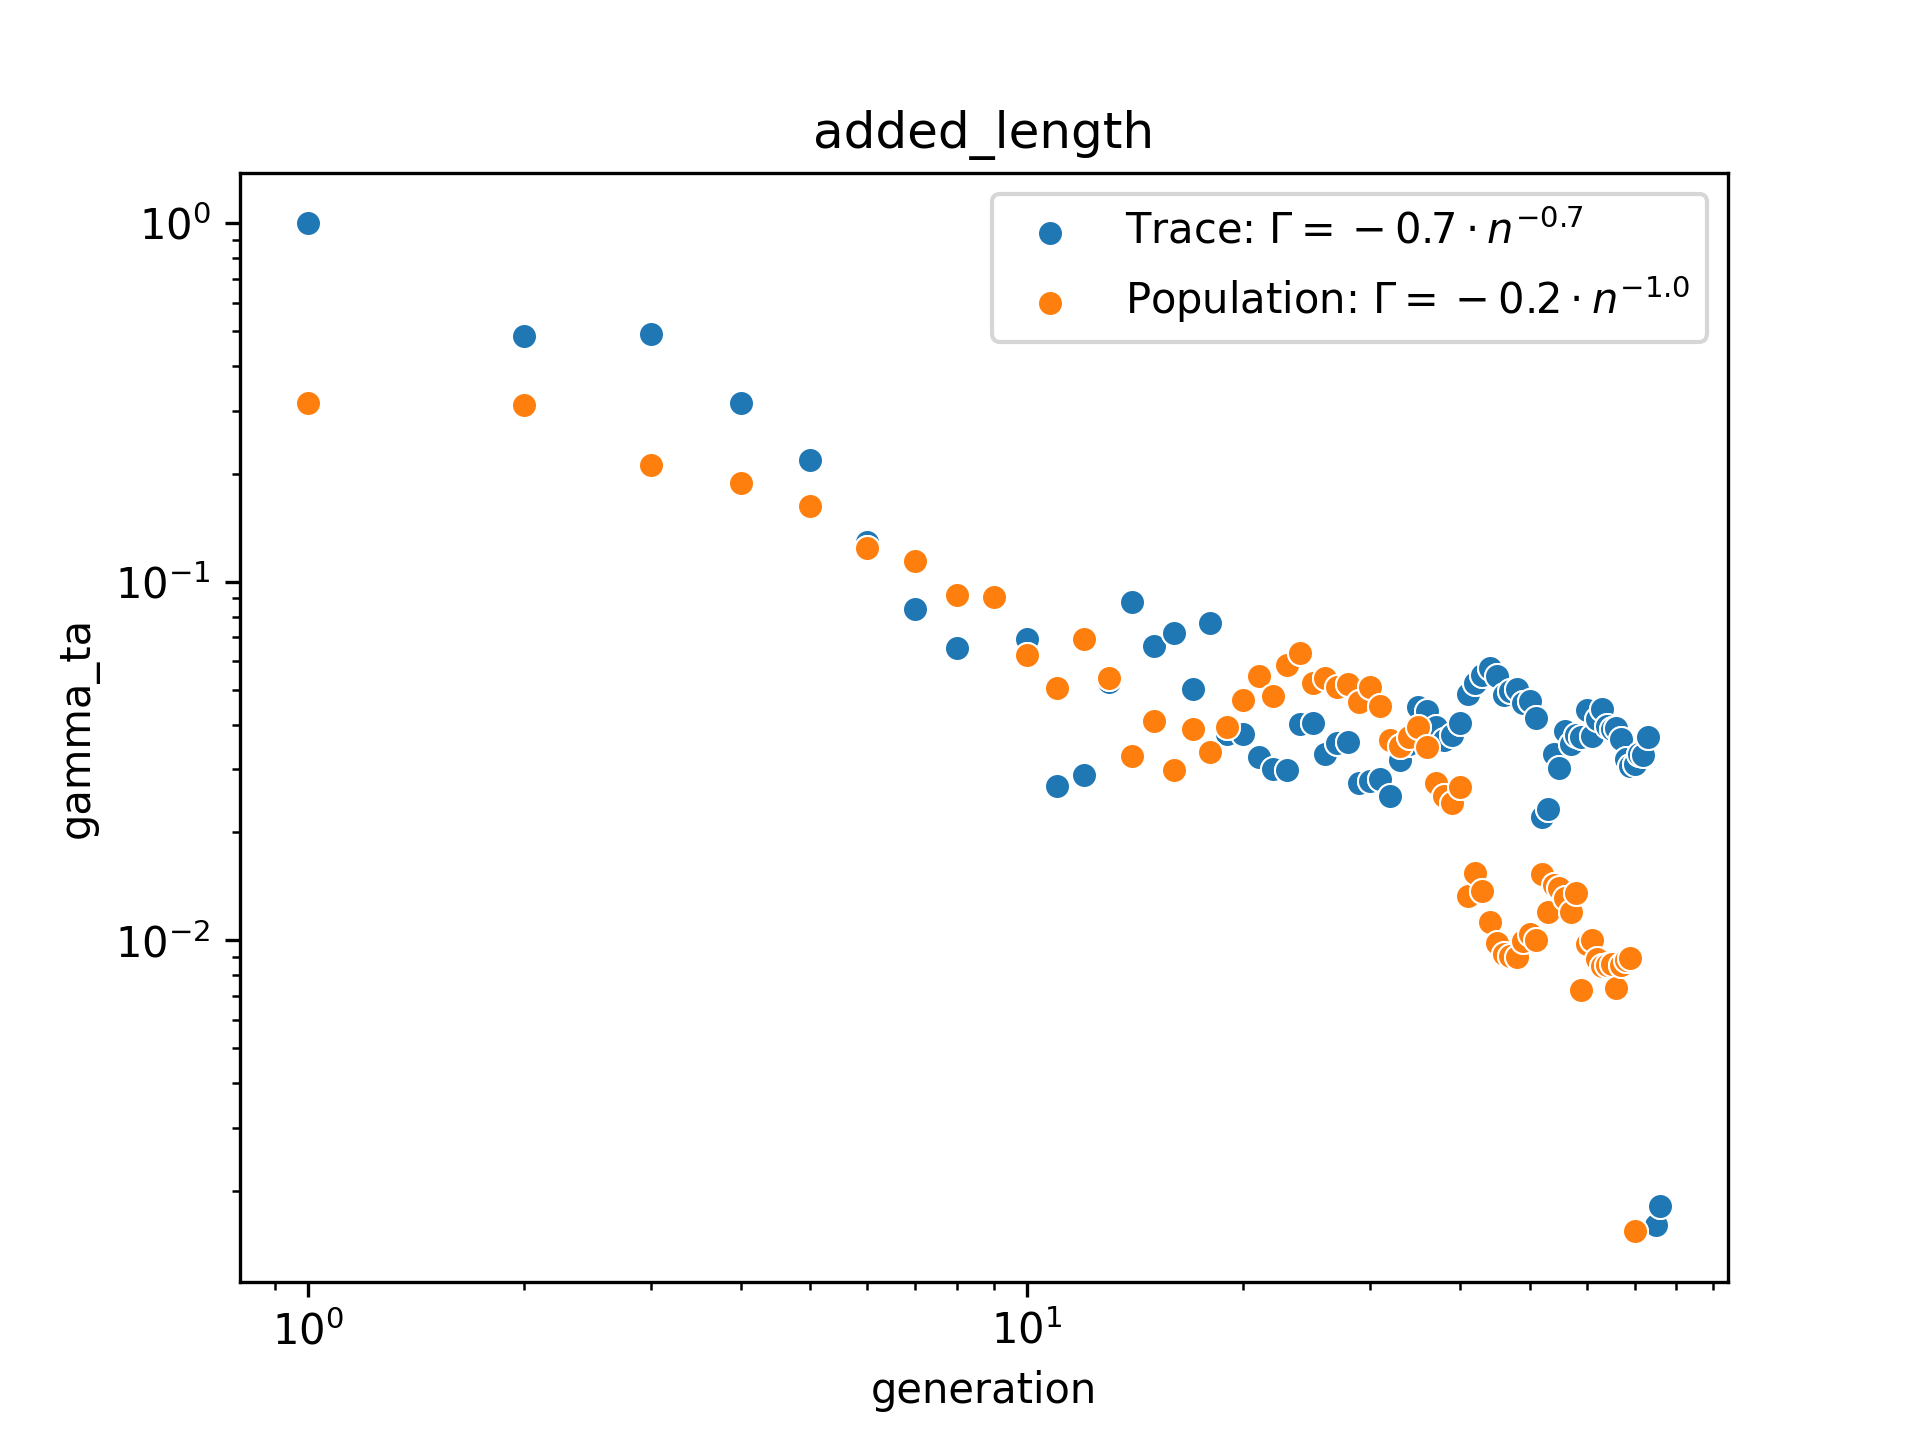 added_length
Trace: Γ = − 0.7 · n^{−0.7}
Population: Γ = − 0.2 · n^{−1.0}
gamma_ta
10^0
10^{−1}
10^{−2}
10^0
10^1
generation